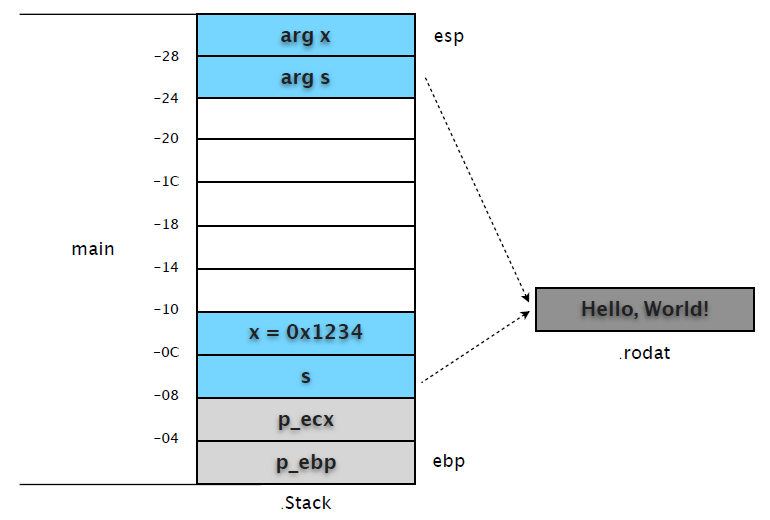 arg x
esp
-28
arg s
-24
-20
-1C
-18
main
-14
-10
Hello, World!
x = 0x1234
-0C
.rodat
s
-08
p_ecx
-04
p_ebp
ebp
.Stack